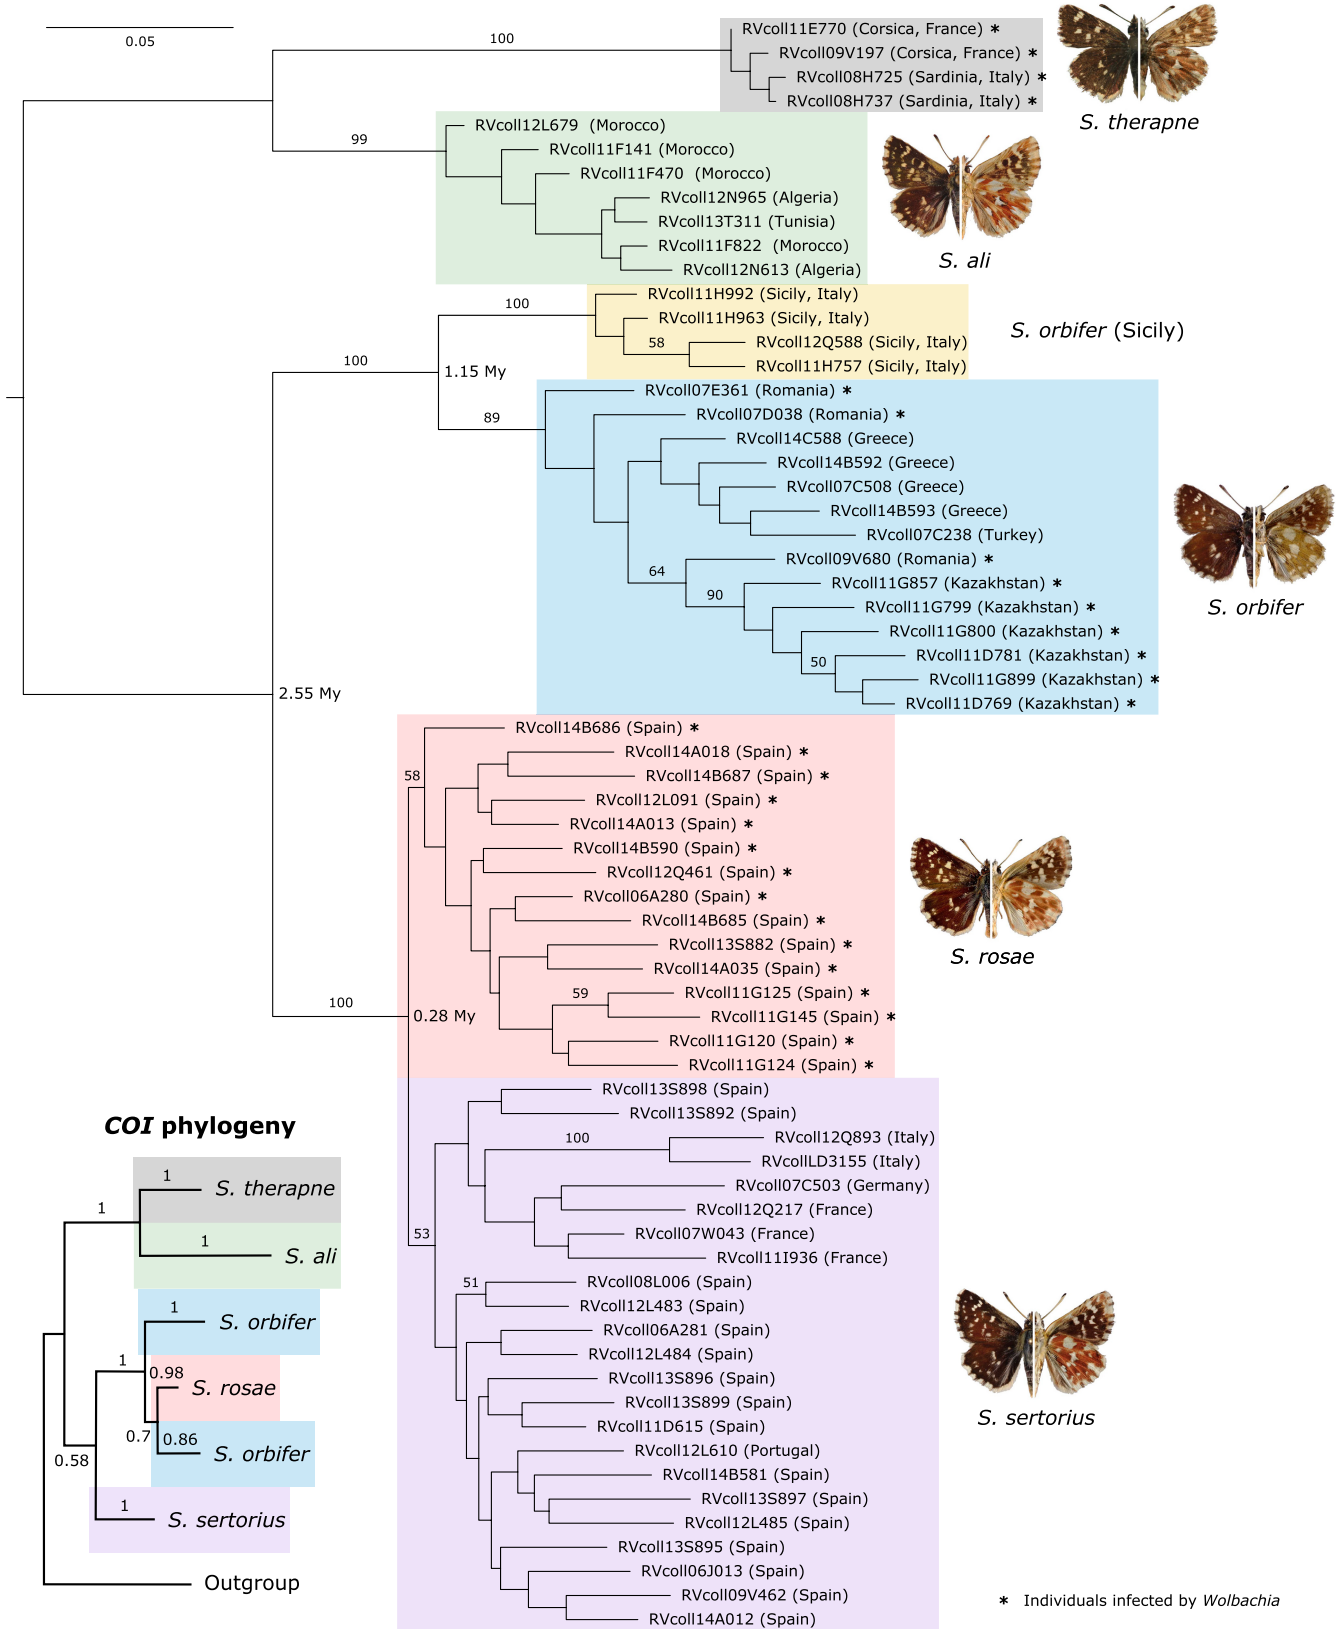 0.05
100
RVcoll11E770 (Corsica, France) *
RVcoll09V197 (Corsica, France) *
RVcoll08H725 (Sardinia, Italy) *
RVcoll08H737 (Sardinia, Italy) *
S. therapne
99
RVcoll12L679 (Morocco)
RVcoll11F141 (Morocco)
RVcoll11F470 (Morocco)
RVcoll12N965 (Algeria)
RVcoll13T311 (Tunisia)
RVcoll11F822 (Morocco)
RVcoll12N613 (Algeria)
S. ali
100
RVcoll11H992 (Sicily, Italy)
RVcoll11H963 (Sicily, Italy)
58
RVcoll12Q588 (Sicily, Italy)
RVcoll11H757 (Sicily, Italy)
S. orbifer (Sicily)
100
1.15 My
89
RVcoll07E361 (Romania) *
RVcoll07D038 (Romania) *
RVcoll14C588 (Greece)
RVcoll14B592 (Greece)
RVcoll07C508 (Greece)
RVcoll14B593 (Greece)
RVcoll07C238 (Turkey)
64
RVcoll09V680 (Romania) *
90
RVcoll11G857 (Kazakhstan) *
RVcoll11G799 (Kazakhstan) *
RVcoll11G800 (Kazakhstan) *
50
RVcoll11D781 (Kazakhstan) *
RVcoll11G899 (Kazakhstan) *
RVcoll11D769 (Kazakhstan) *
S. orbifer
2.55 My
58
RVcoll14B686 (Spain) *
RVcoll14A018 (Spain) *
RVcoll14B687 (Spain) *
RVcoll12L091 (Spain) *
RVcoll14A013 (Spain) *
RVcoll14B590 (Spain) *
RVcoll12Q461 (Spain) *
RVcoll06A280 (Spain) *
RVcoll14B685 (Spain) *
RVcoll13S882 (Spain) *
RVcoll14A035 (Spain) *
59
RVcoll11G125 (Spain) *
RVcoll11G145 (Spain) *
RVcoll11G120 (Spain) *
RVcoll11G124 (Spain) *
S. rosae
100
0.28 My
53
RVcoll13S898 (Spain)
RVcoll13S892 (Spain)
100
RVcoll12Q893 (Italy)
RVcollLD3155 (Italy)
RVcoll07C503 (Germany)
RVcoll12Q217 (France)
RVcoll07W043 (France)
RVcoll11I936 (France)
51
RVcoll08L006 (Spain)
RVcoll12L483 (Spain)
RVcoll06A281 (Spain)
RVcoll12L484 (Spain)
RVcoll13S896 (Spain)
RVcoll13S899 (Spain)
RVcoll11D615 (Spain)
RVcoll12L610 (Portugal)
RVcoll14B581 (Spain)
RVcoll13S897 (Spain)
RVcoll12L485 (Spain)
RVcoll13S895 (Spain)
RVcoll06J013 (Spain)
RVcoll09V462 (Spain)
RVcoll14A012 (Spain)
S. sertorius
COI phylogeny
1
S. therapne
1
1
S. ali
1
S. orbifer
1
0.98
S. rosae
0.7
0.86
S. orbifer
0.58
1
S. sertorius
Outgroup
* Individuals infected by Wolbachia